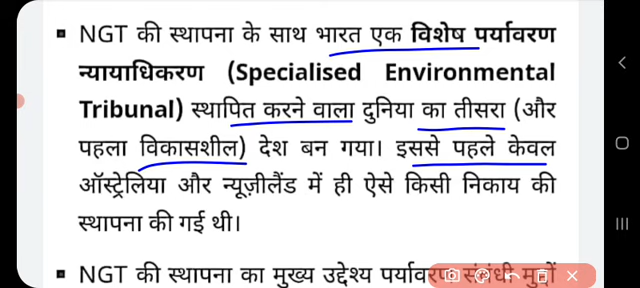 ▪ NGT की स्थापना के साथ भारत एक विशेष पर्यावरण
न्यायाधिकरण (Specialised Environmental
Tribunal) स्थापित करने वाला दुनिया का तीसरा (और
पहला विकासशील) देश बन गया। इससे पहले केवल
ऑस्ट्रेलिया और न्यूज़ीलैंड में ही ऐसे किसी निकाय की
स्थापना की गई थी।
▪ NGT की स्थापना का मुख्य उद्देश्य पर्यावरण संबंधी मुद्दों